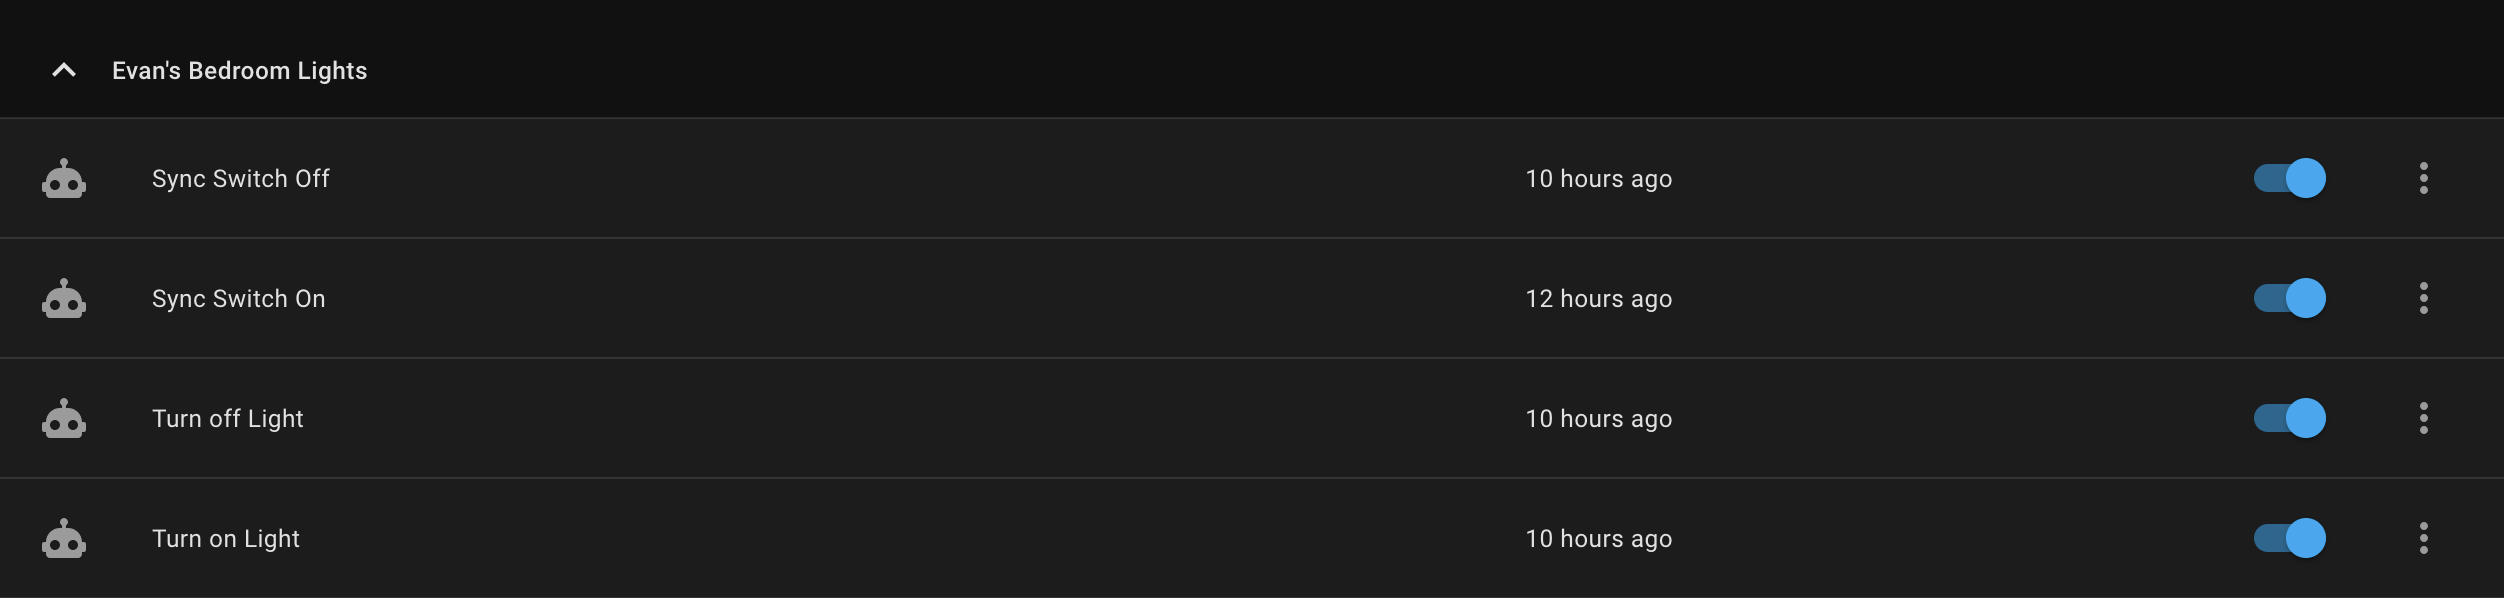 Evan's Bedroom Lights
Sync Switch Off 10 hours ago
Sync Switch On 12 hours ago
Turn off Light 10 hours ago
Turn on Light 10 hours ago